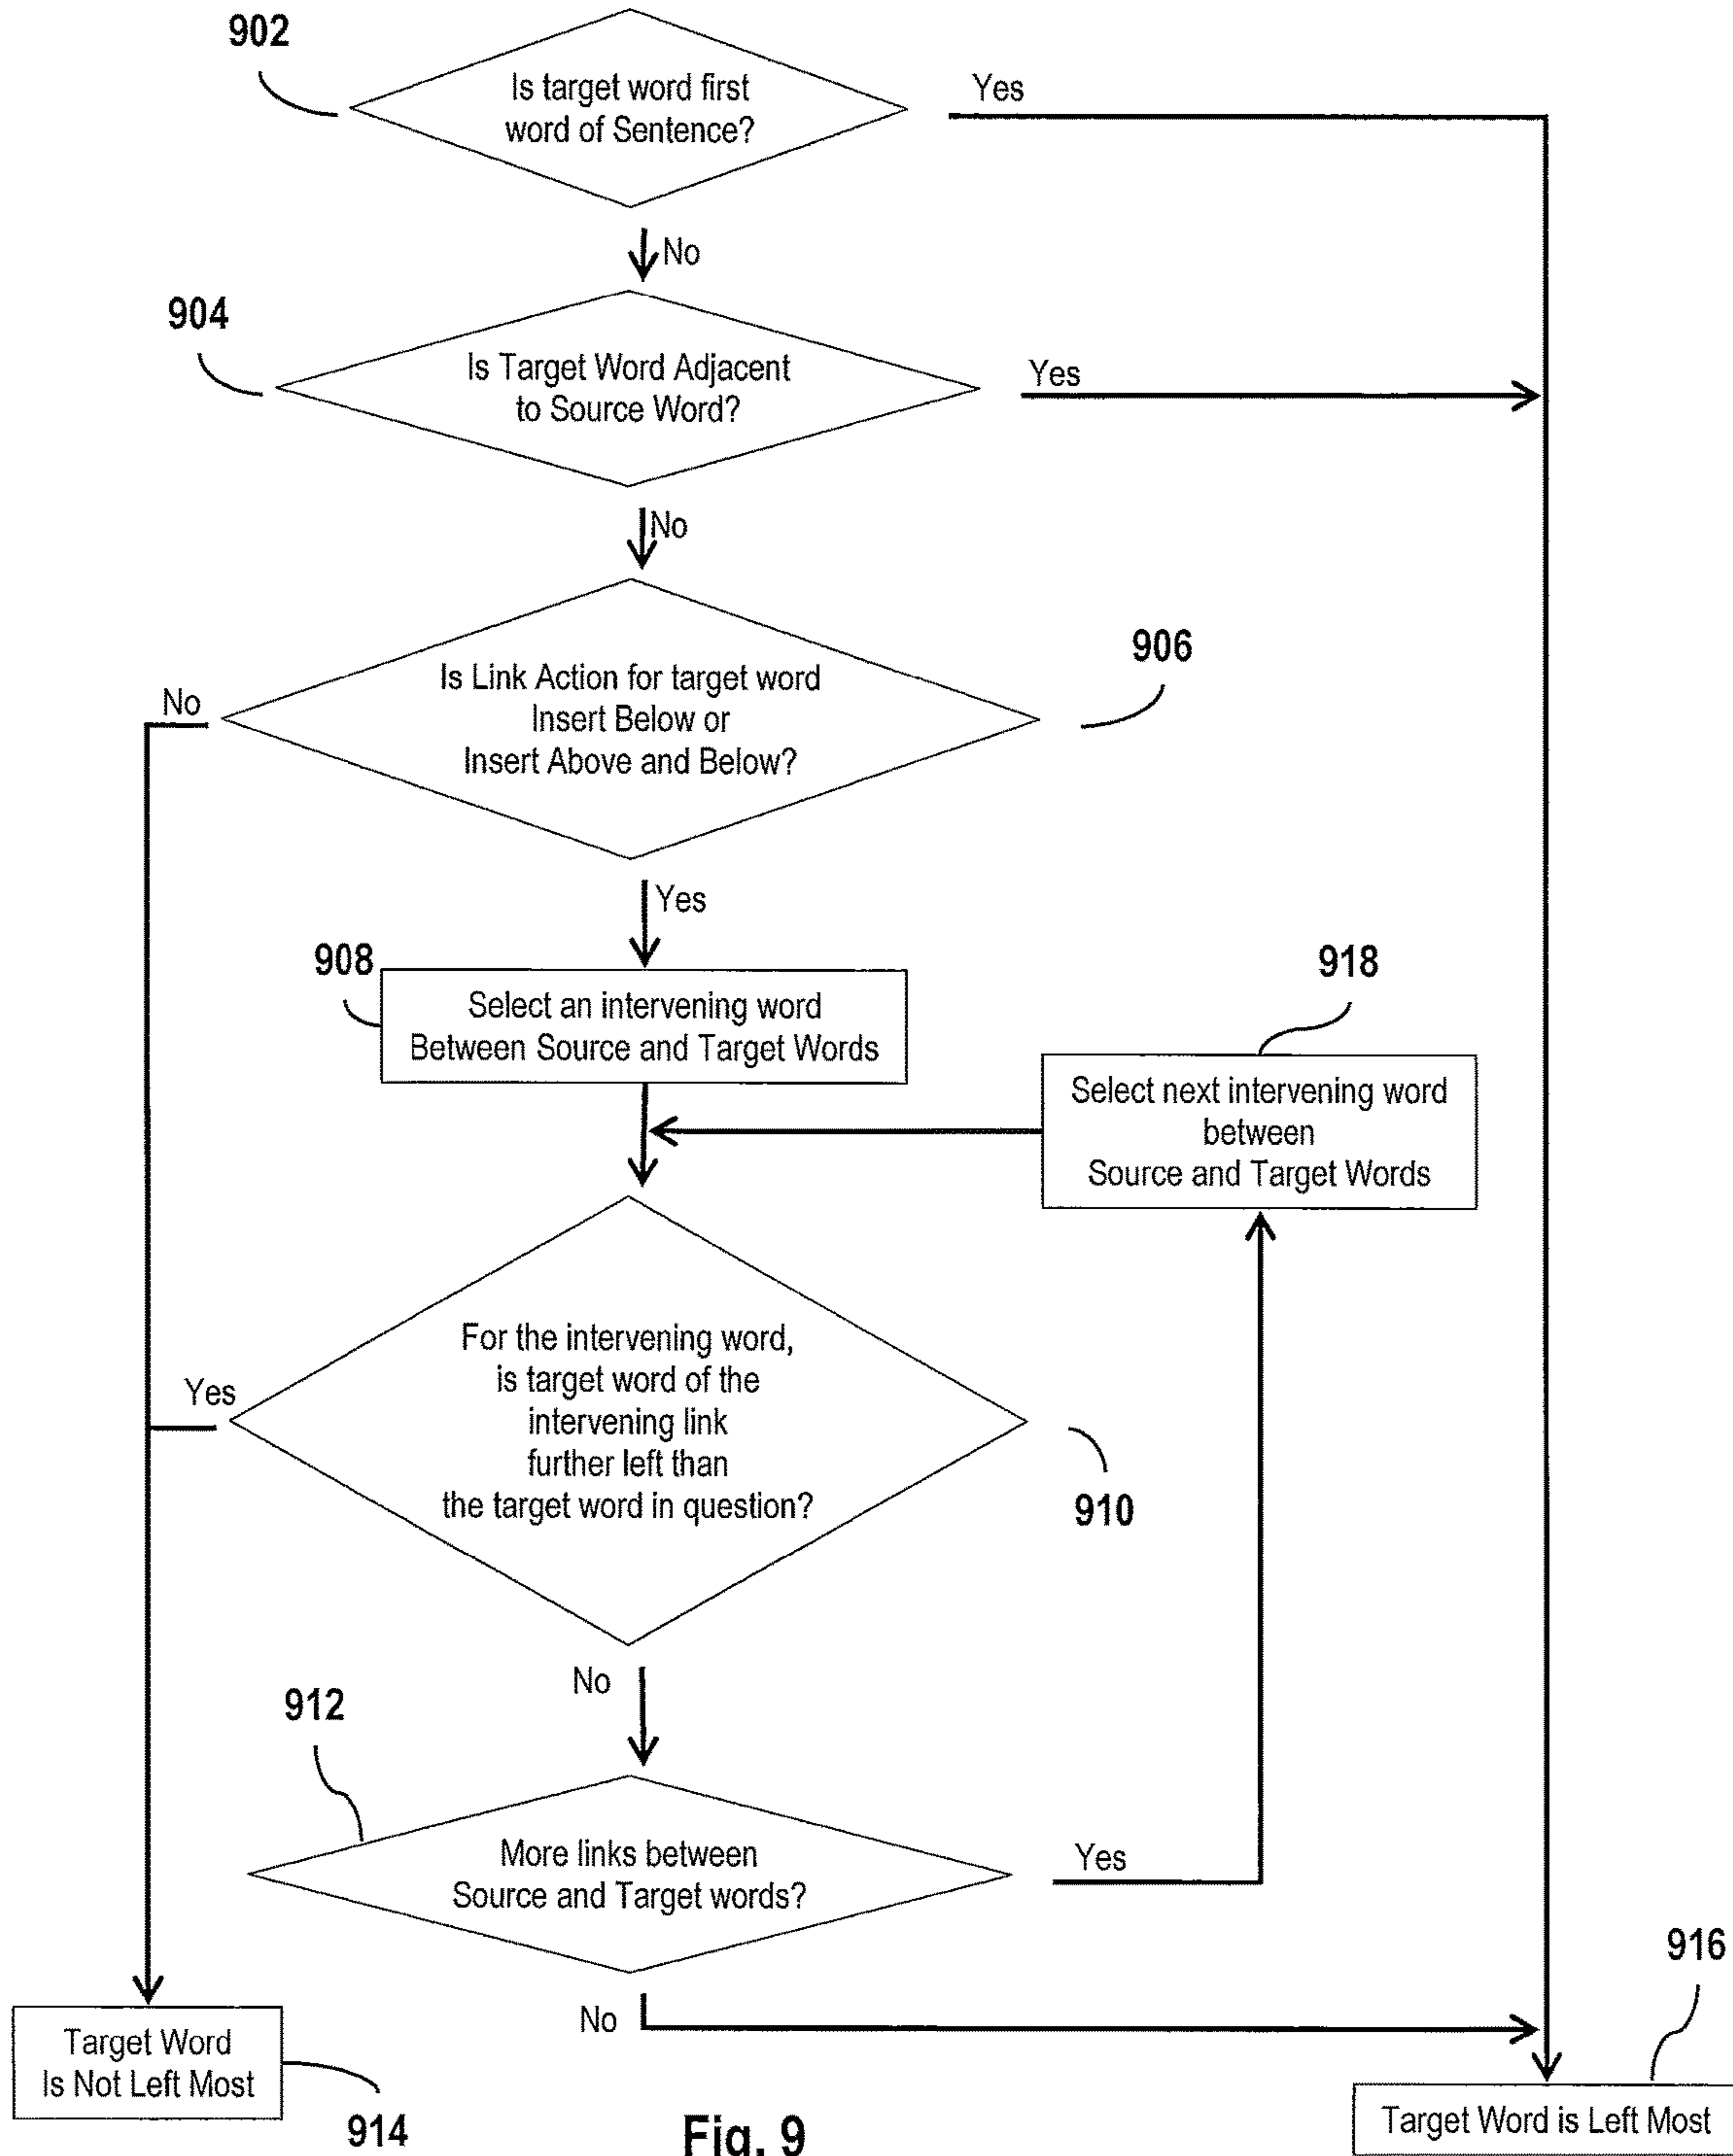 902
Is target word first
word of Sentence?
Yes
No
904
Is Target Word Adjacent
to Source Word?
Yes
No
906
Is Link Action for target word
Insert Below or
Insert Above and Below?
No
Yes
908
Select an intervening word
Between Source and Target Words
918
Select next intervening word
between
Source and Target Words
For the intervening word,
is target word of the
intervening link
further left than
the target word in question?
Yes
910
No
912
More links between
Source and Target words?
Yes
No
916
Target Word
Is Not Left Most
914
Target Word is Left Most
Fig. 9